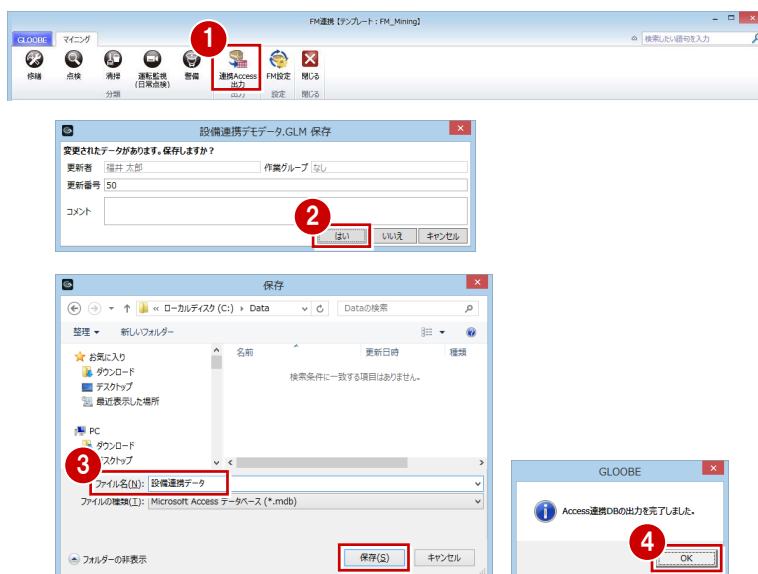 FM連携【テンプレート：FM_Mining】
GLOOBE マイニング 検索したい語句を入力
1
修繕 点検 清掃 運転監視 警備 連携Access FM設定 閉じる
(日常点検) 出力
分類 出力 設定 閉じる
設備連携デモデータ.GLM 保存
変更されたデータがあります。保存しますか？
更新者 福井 太郎 作業グループ なし
更新番号 50
コメント
2
はい いいえ キャンセル
保存
« ローカルディスク (C:) Data Dataの検索
整理 新しいフォルダー
お気に入り 名前 更新日時 種類
ダウンロード 検索条件に一致する項目はありません。
デスクトップ
最近表示した場所
PC
ダウンロード
デスクトップ
3
ファイル名(N): 設備連携データ
ファイルの種類(T): Microsoft Access データベース (*.mdb)
フォルダーの非表示 保存(S) キャンセル
GLOOBE
Access連携DBの出力を完了しました。
4
OK